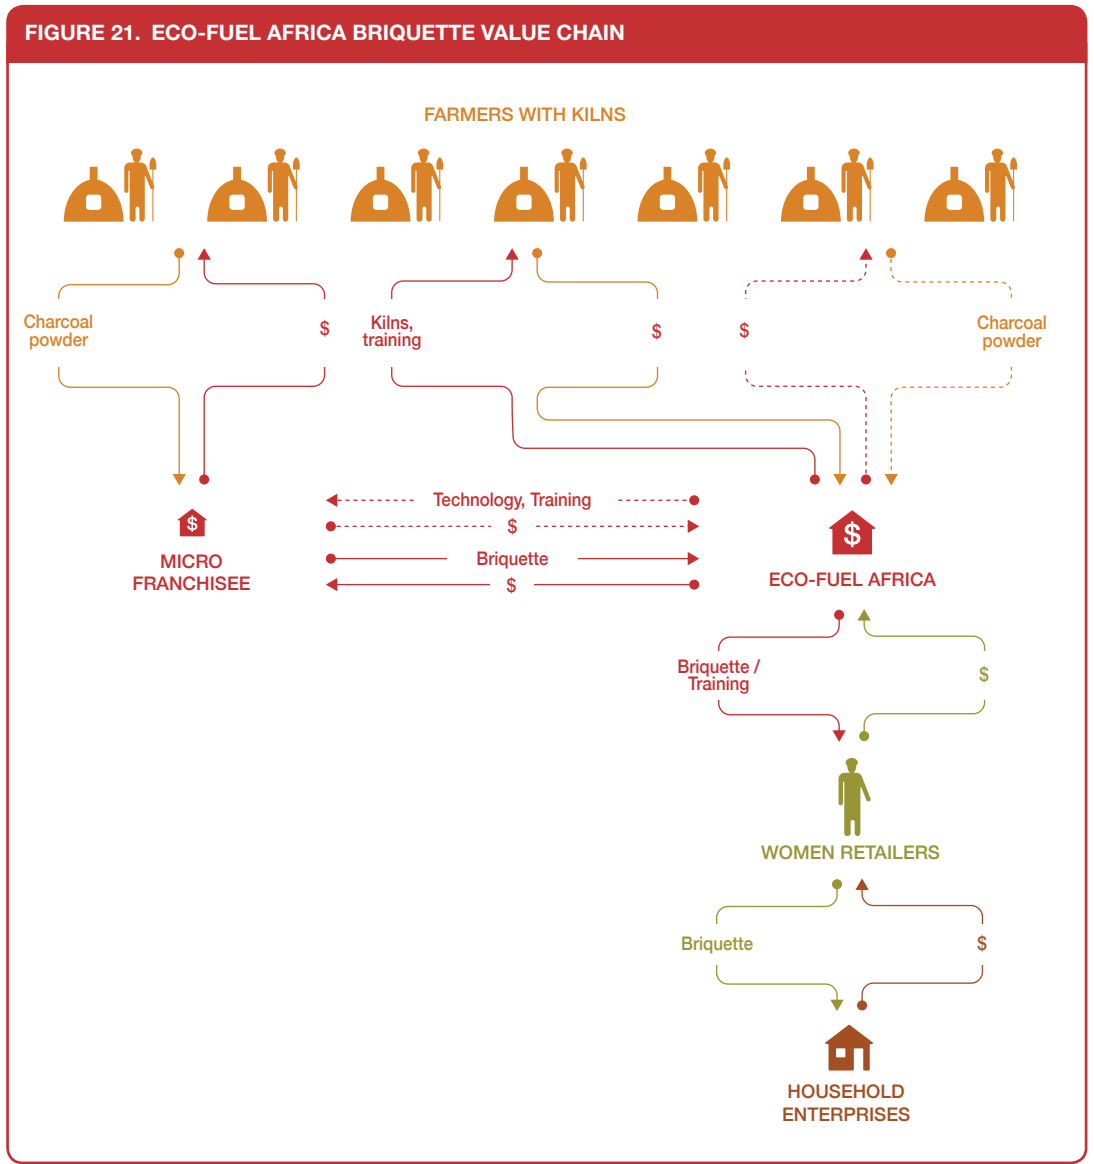 FIGURE 21. ECO-FUEL AFRICA BRIQUETTE VALUE CHAIN
FARMERS WITH KILNS
Charcoal
powder
$
Kilns,
training
$
$
Charcoal
powder
Technology, Training
$
Briquette
$
$
MICRO
FRANCHISEE
$
ECO-FUEL AFRICA
Briquette /
Training
$
WOMEN RETAILERS
Briquette
$
HOUSEHOLD
ENTERPRISES